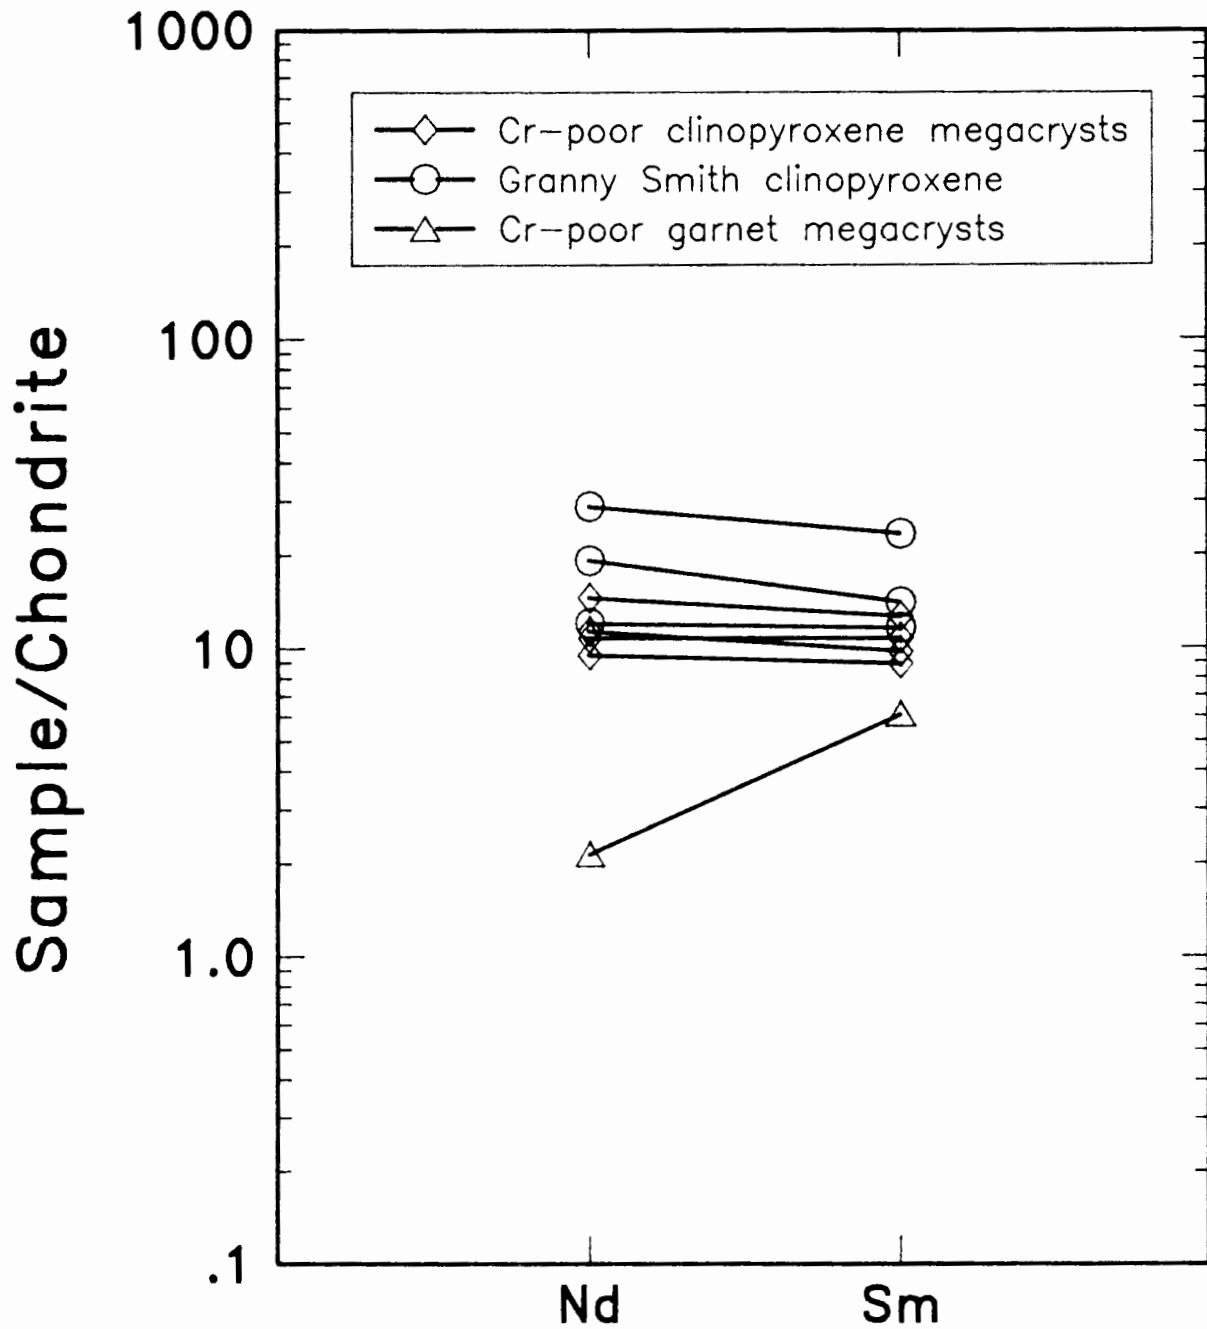 Sample/Chondrite
1000
100
10
1.0
.1
Cr-poor clinopyroxene megacrysts
Granny Smith clinopyroxene
Cr-poor garnet megacrysts
Nd Sm